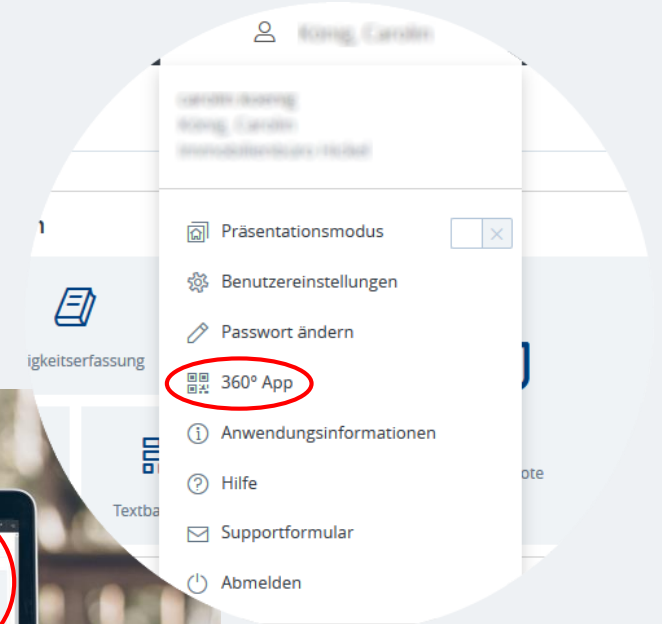 Präsentationsmodus
Benutzereinstellungen
Passwort ändern
igkeitserfassung
360° App
Anwendungsinformationen
Hilfe
ote
Textba
Supportformular
Abmelden